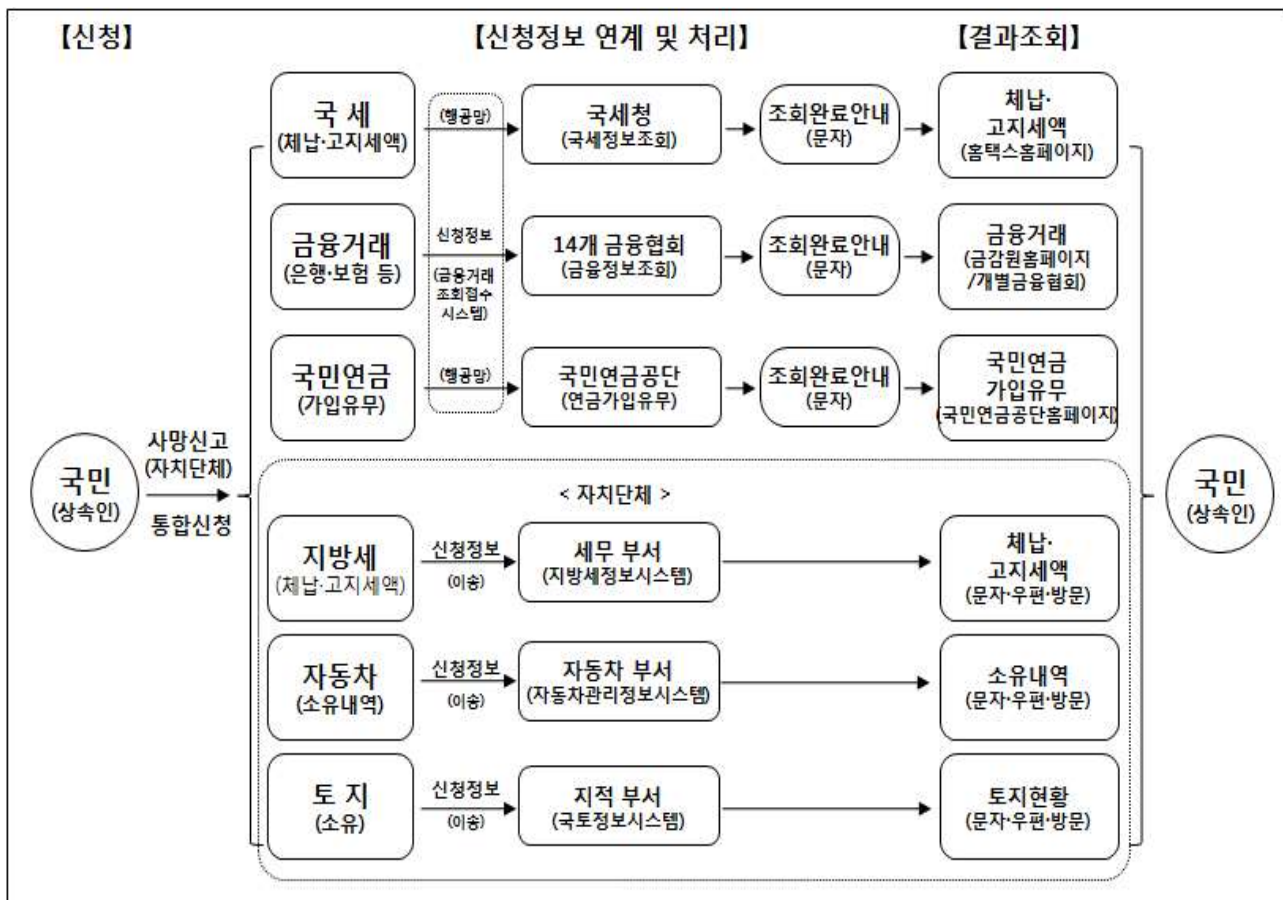 【신청】
【신청정보 연계 및 처리】
【결과조회】
국 세
(체납·고지세액)
(행공망)
국세청
(국세정보조회)
조회완료안내
(문자)
체납·
고지세액
(홈택스홈페이지)
금융거래
(은행·보험 등)
신청정보
(금융거래
조회접수
시스템)
14개 금융협회
(금융정보조회)
조회완료안내
(문자)
금융거래
(금감원홈페이지
/개별금융협회)
국민연금
(가입유무)
(행공망)
국민연금공단
(연금가입유무)
조회완료안내
(문자)
국민연금
가입유무
(국민연금공단홈페이지)
국민
(상속인)
사망신고
(자치단체)
통합신청
국민
(상속인)
< 자치단체 >
지방세
(체납·고지세액)
신청정보
(이송)
세무 부서
(지방세정보시스템)
체납·
고지세액
(문자·우편·방문)
자동차
(소유내역)
신청정보
(이송)
자동차 부서
(자동차관리정보시스템)
소유내역
(문자·우편·방문)
토 지
(소유)
신청정보
(이송)
지적 부서
(국토정보시스템)
토지현황
(문자·우편·방문)